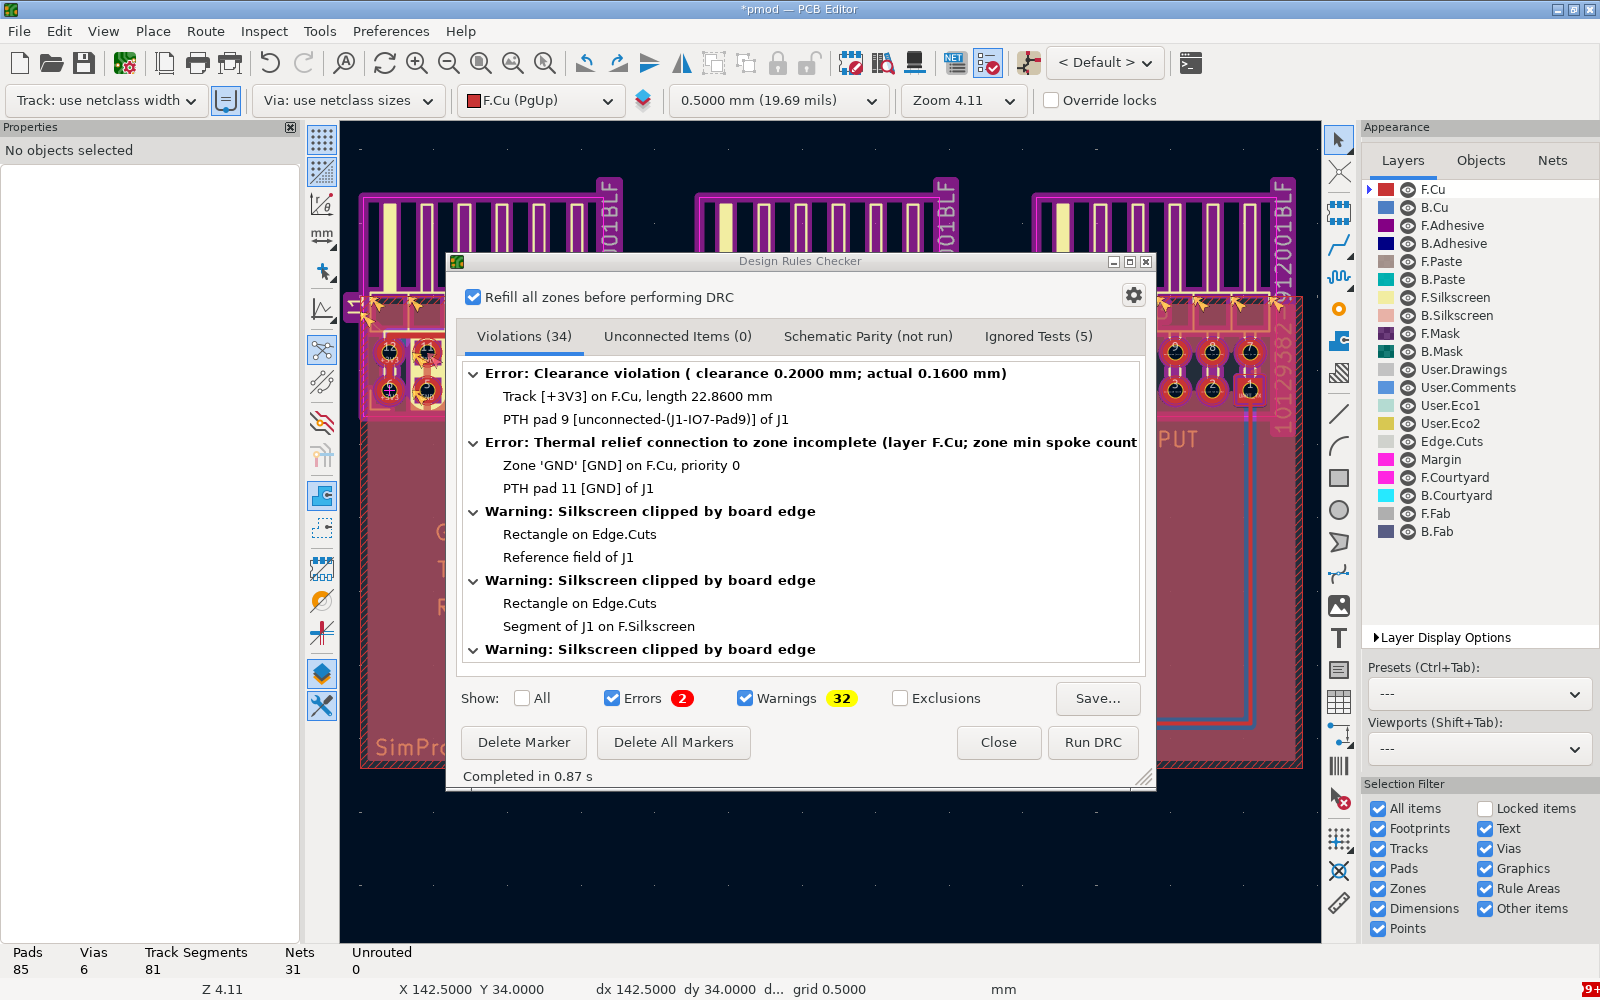 *pmod — PCB Editor
File Edit View Place Route Inspect Tools Preferences Help
< Default >
Track: use netclass width
Via: use netclass sizes
F.Cu (PgUp)
0.5000 mm (19.69 mils)
Zoom 4.11
Override locks
Properties
No objects selected
Design Rules Checker
Refill all zones before performing DRC
Violations (34)
Unconnected Items (0)
Schematic Parity (not run)
Ignored Tests (5)
Error: Clearance violation ( clearance 0.2000 mm; actual 0.1600 mm)
Track [+3V3] on F.Cu, length 22.8600 mm
PTH pad 9 [unconnected-(J1-IO7-Pad9)] of J1
Error: Thermal relief connection to zone incomplete (layer F.Cu; zone min spoke count
Zone 'GND' [GND] on F.Cu, priority 0
PTH pad 11 [GND] of J1
Warning: Silkscreen clipped by board edge
Rectangle on Edge.Cuts
Reference field of J1
Warning: Silkscreen clipped by board edge
Rectangle on Edge.Cuts
Segment of J1 on F.Silkscreen
Warning: Silkscreen clipped by board edge
Show:
All
Errors
2
Warnings
32
Exclusions
Save...
Delete Marker
Delete All Markers
Close
Run DRC
Completed in 0.87 s
Appearance
Layers
Objects
Nets
F.Cu
B.Cu
F.Adhesive
B.Adhesive
F.Paste
B.Paste
F.Silkscreen
B.Silkscreen
F.Mask
B.Mask
User.Drawings
User.Comments
User.Eco1
User.Eco2
Edge.Cuts
Margin
F.Courtyard
B.Courtyard
F.Fab
B.Fab
Layer Display Options
Presets (Ctrl+Tab):
---
Viewports (Shift+Tab):
---
Selection Filter
All items
Locked items
Footprints
Text
Tracks
Vias
Pads
Graphics
Zones
Rule Areas
Dimensions
Other items
Points
Pads Vias Track Segments Nets Unrouted
85 6 81 31 0
Z 4.11
X 142.5000 Y 34.0000
dx 142.5000 dy 34.0000 d...
grid 0.5000
mm